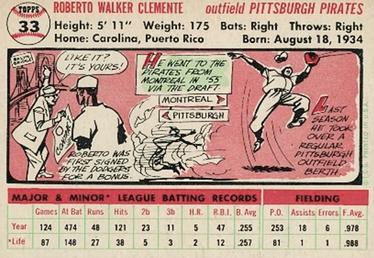 TOPPS
33
ROBERTO WALKER CLEMENTE outfield PITTSBURGH PIRATES
Height: 5' 11" Weight: 175 Bats: Right Throws: Right
Home: Carolina, Puerto Rico Born: August 18, 1934
LIKE IT?
IT'S YOURS!
ROBERTO WAS
FIRST SIGNED
BY THE DODGERS FOR A BONUS.
HE WENT TO THE
PIRATES FROM
MONTREAL IN '55
VIA THE DRAFT.
MONTREAL
PITTSBURGH
LAST
SEASON HE
TOOK OVER
A REGULAR
PITTSBURGH
OUTFIELD
BERTH.
MAJOR & MINOR* LEAGUE BATTING RECORDS FIELDING
Games At Bat Runs Hits 2b 3b H.R. R.B.I. B. Avg P.O. Assists Errors F. Avg.
Year 124 474 48 121 23 11 5 47 .255 253 18 6 .978
*Life 87 148 27 38 5 3 2 12 .257 81 1 1 .988